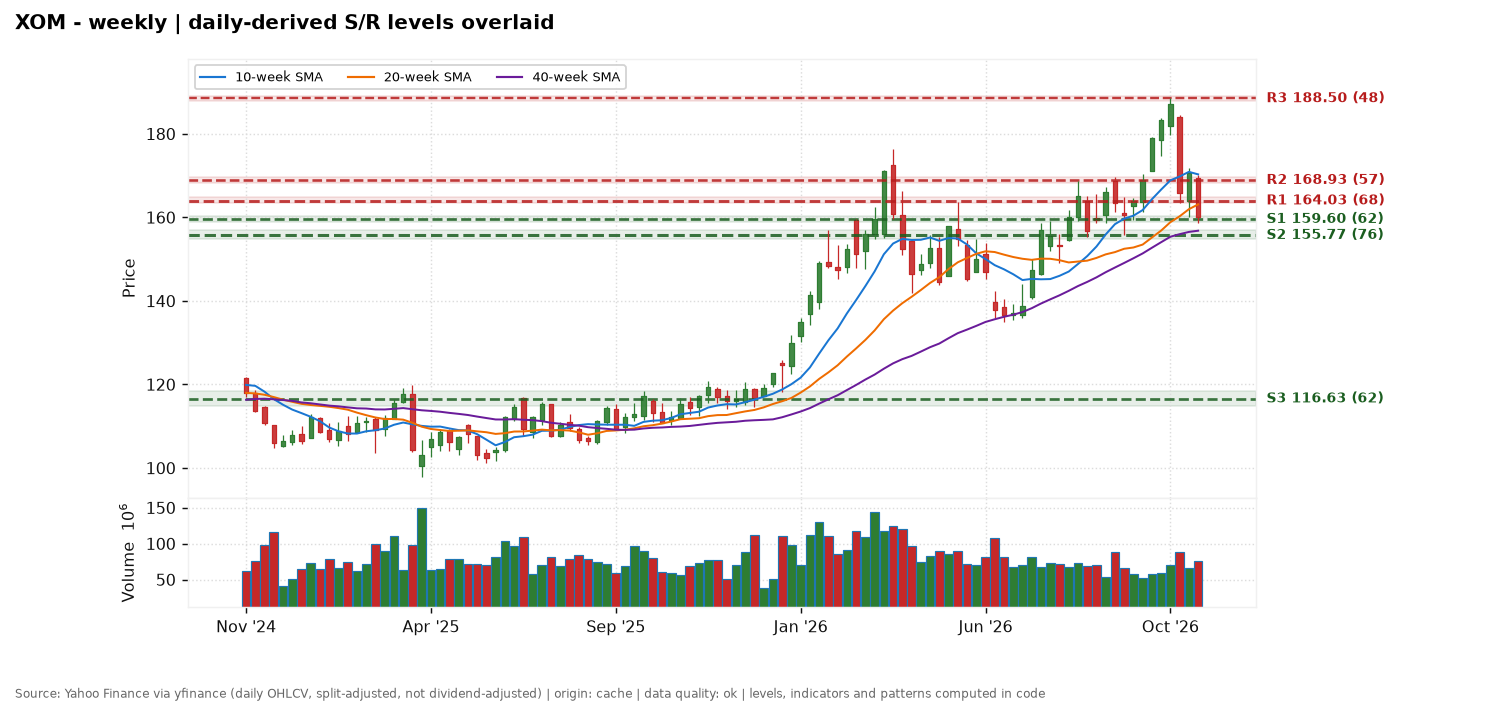 XOM - weekly | daily-derived S/R levels overlaid
10-week SMA 20-week SMA 40-week SMA
R3 188.50 (48)
180
R2 168.93 (57)
R1 164.03 (68)
160
S1 159.60 (62)
S2 155.77 (76)
Price
140
120
S3 116.63 (62)
100
150
100
50
Volume 10⁶
Nov '24 Apr '25 Sep '25 Jan '26 Jun '26 Oct '26
Source: Yahoo Finance via yfinance (daily OHLCV, split-adjusted, not dividend-adjusted) | origin: cache | data quality: ok | levels, indicators and patterns computed in code